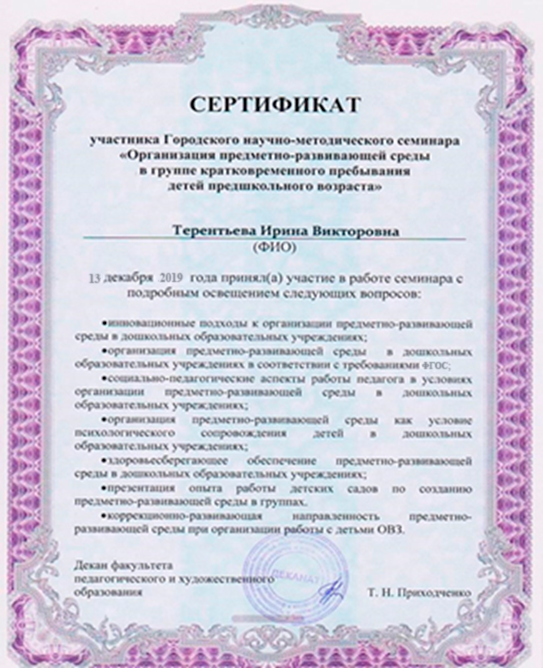 СЕРТИФИКАТ
участника Городского научно-методического семинара
«Организация предметно-развивающей среды
в группе кратковременного пребывания
детей предшкольного возраста»
Терентьева Ирина Викторовна
(ФИО)
13 декабря 2019 года принял(а) участие в работе семинара с
подробным освещением следующих вопросов:
•инновационные подходы к организации предметно-развивающей
среды в дошкольных образовательных учреждениях;
•организация предметно-развивающей среды в дошкольных
образовательных учреждениях в соответствии с требованиями ФГОС;
•социально-педагогические аспекты работы педагога в условиях
организации предметно-развивающей среды в дошкольных
образовательных учреждениях;
•организация предметно-развивающей среды как условие
психологического сопровождения детей в дошкольных
образовательных учреждениях;
•здоровьесберегающее обеспечение предметно-развивающей
среды в дошкольных образовательных учреждениях;
•презентация опыта работы детских садов по созданию
предметно-развивающей среды в группах.
•коррекционно-развивающая направленность предметно-
развивающей среды при организации работы с детьми ОВЗ.
Декан факультета
педагогического и художественного
образования
ДЕКАНАТ
Т. Н. Приходченко